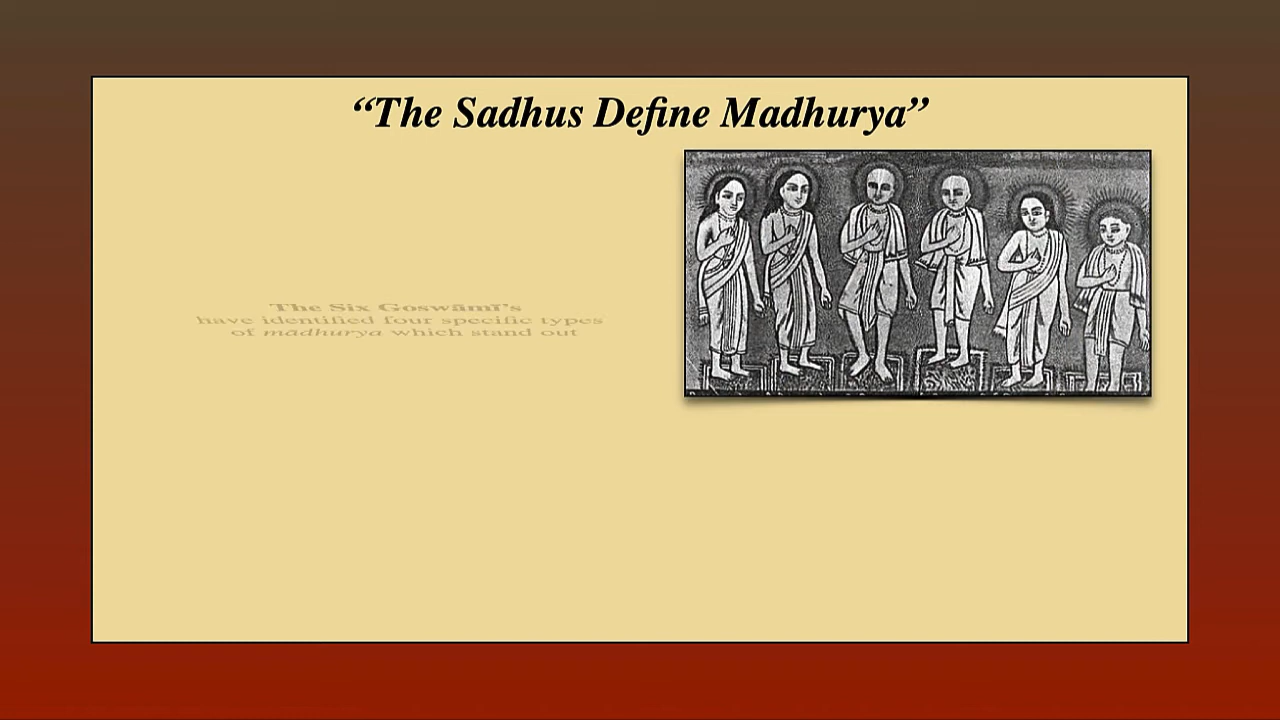 “The Sadhus Define Madhurya”
The Six Goswāmī's
have identified four specific types
of mādhurya which stand out